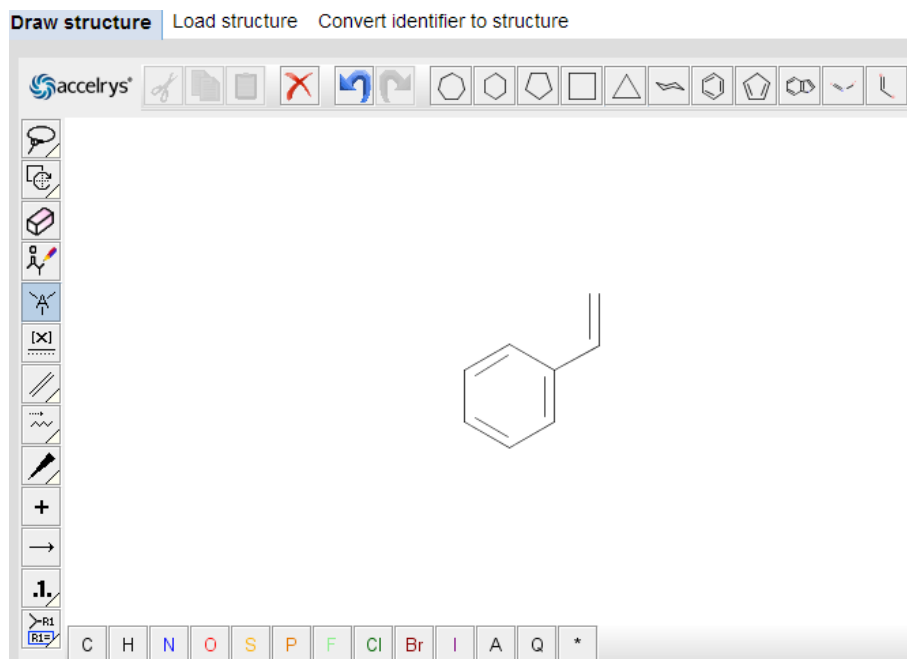 Draw structure Load structure Convert identifier to structure
accelrys®
A
[X]
+
.1.
R1
R1=
C H N O S P F Cl Br I A Q *